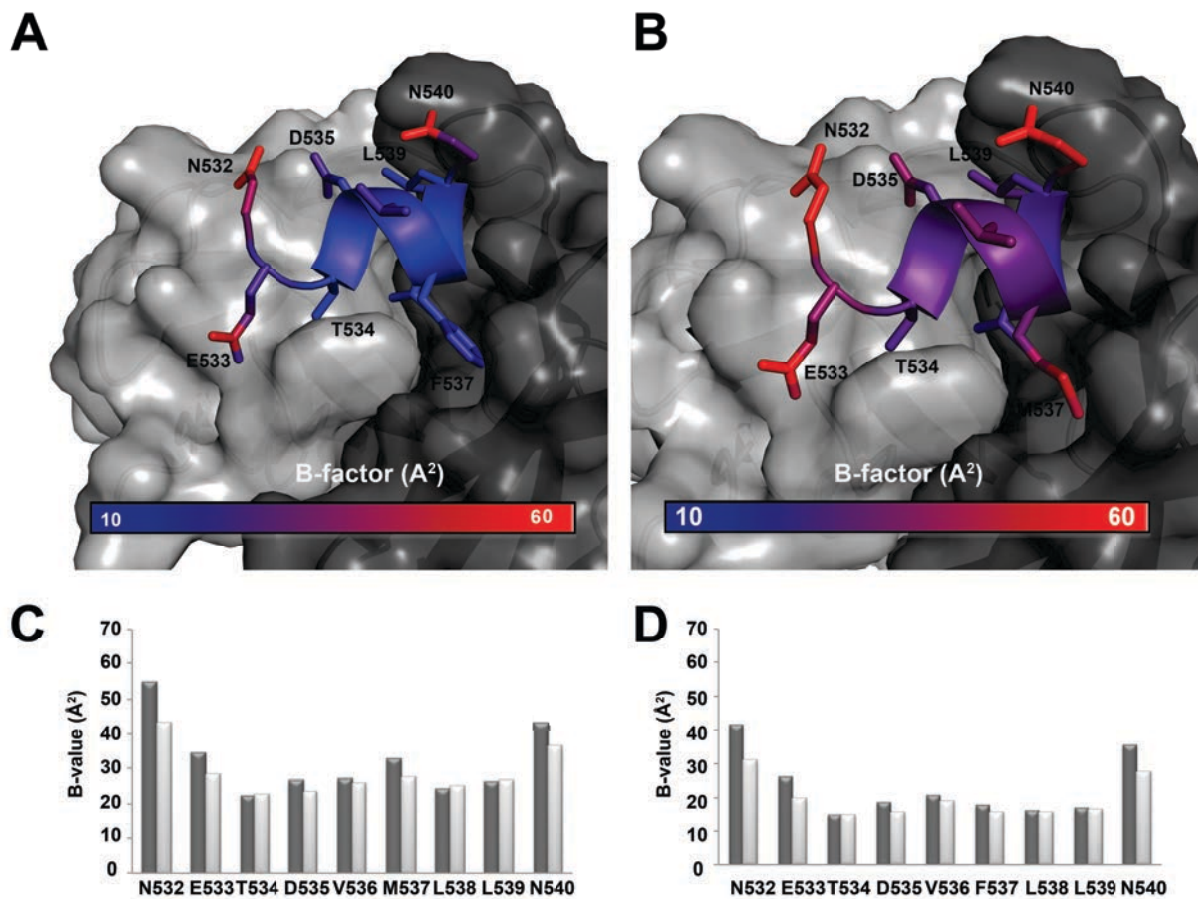 A
N540
D535
L539
N532
E533
T534
F537
B-factor (A²)
10
60
B
N540
N532
L539
D535
E533
T534
M537
B-factor (A²)
10
60
C
70
60
50
40
30
20
10
0
B-value (Å²)
N532 E533 T534 D535 V536 M537 L538 L539 N540
D
70
60
50
40
30
20
10
0
B-value (Å²)
N532 E533 T534 D535 V536 F537 L538 L539 N540